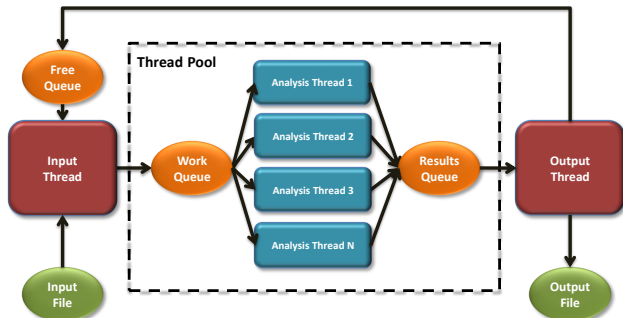 Free
Queue
Thread Pool
Analysis Thread 1
Analysis Thread 2
Input
Thread
Work
Queue
Results
Queue
Output
Thread
Analysis Thread 3
Analysis Thread N
Input
File
Output
File